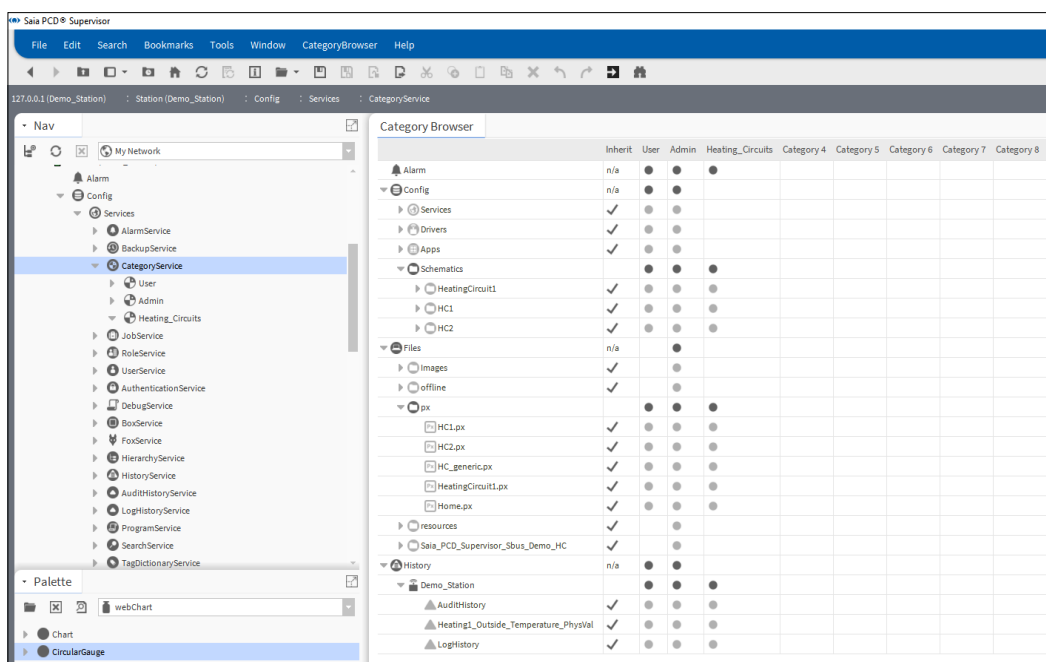 Saia PCD® Supervisor
File Edit Search Bookmarks Tools Window CategoryBrowser Help
127.0.0.1 (Demo_Station) : Station (Demo_Station) : Config : Services : CategoryService
Nav
My Network
Alarm
Config
Services
AlarmService
BackupService
CategoryService
User
Admin
Heating_Circuits
JobService
RoleService
UserService
AuthenticationService
DebugService
BoxService
FoxService
HierarchyService
HistoryService
AuditHistoryService
LogHistoryService
ProgramService
SearchService
TagDictionaryService
Palette
webChart
Chart
CircularGauge
Category Browser
Inherit User Admin Heating_Circuits Category 4 Category 5 Category 6 Category 7 Category 8
Alarm n/a
Config n/a
Services
Drivers
Apps
Schematics
HeatingCircuit1
HC1
HC2
Files n/a
Images
offline
px
Px HC1.px
Px HC2.px
Px HC_generic.px
Px HeatingCircuit1.px
Px Home.px
resources
Saia_PCD_Supervisor_Sbus_Demo_HC
History n/a
Demo_Station
AuditHistory
Heating1_Outside_Temperature_PhysVal
LogHistory